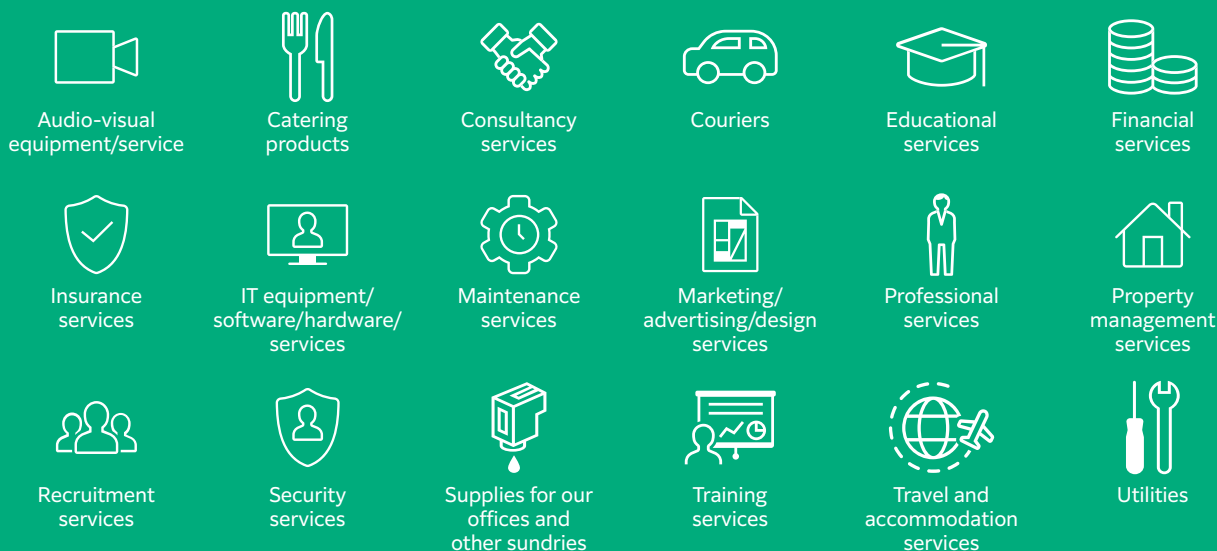 Audio-visual
equipment/service
Catering
products
Consultancy
services
Couriers
Educational
services
Financial
services
Insurance
services
IT equipment/
software/hardware/
services
Maintenance
services
Marketing/
advertising/design
services
Professional
services
Property
management
services
Recruitment
services
Security
services
Supplies for our
offices and
other sundries
Training
services
Travel and
accommodation
services
Utilities